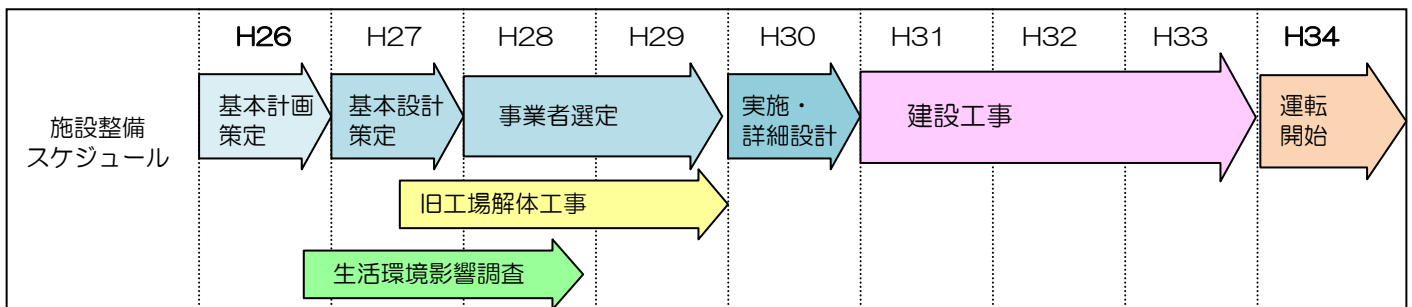 H26 H27 H28 H29 H30 H31 H32 H33 H34
施設整備
スケジュール
基本計画
策定
基本設計
策定
事業者選定
実施・
詳細設計
建設工事
運転
開始
旧工場解体工事
生活環境影響調査